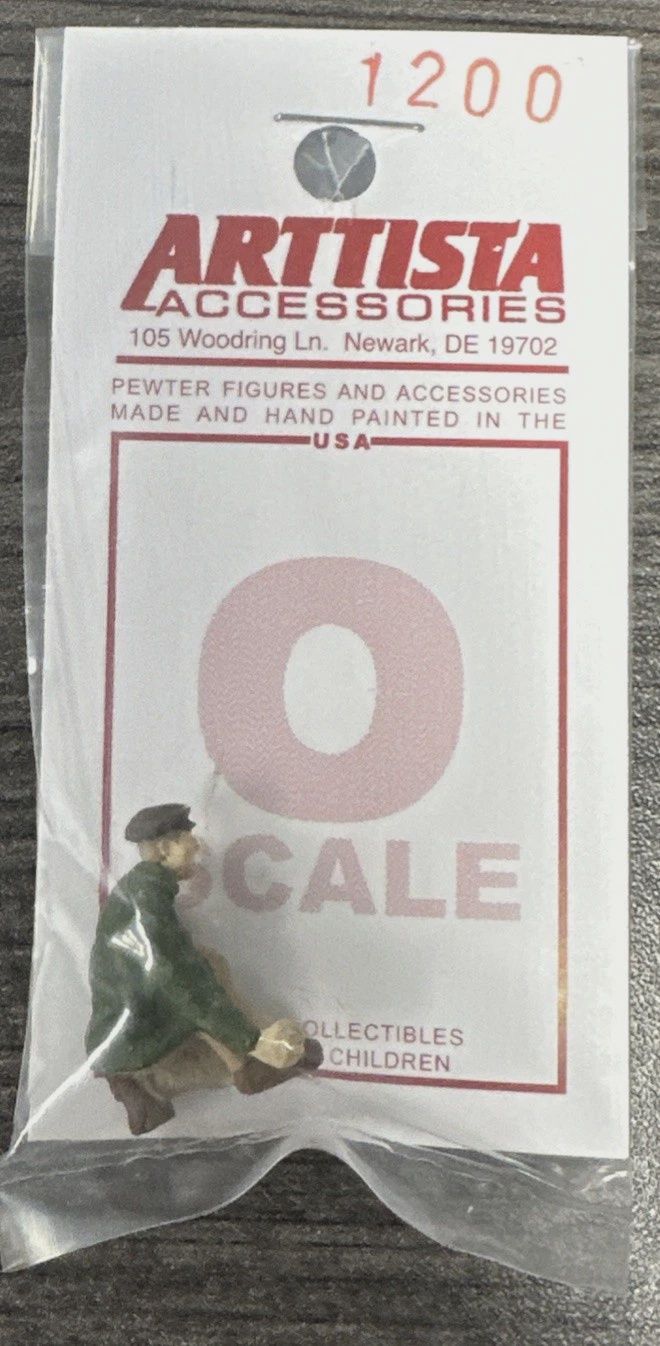 1200
ARTTISTA
ACCESSORIES
105 Woodring Ln. Newark, DE 19702
PEWTER FIGURES AND ACCESSORIES
MADE AND HAND PAINTED IN THE
USA
O
SCALE
OLLECTIBLES
CHILDREN